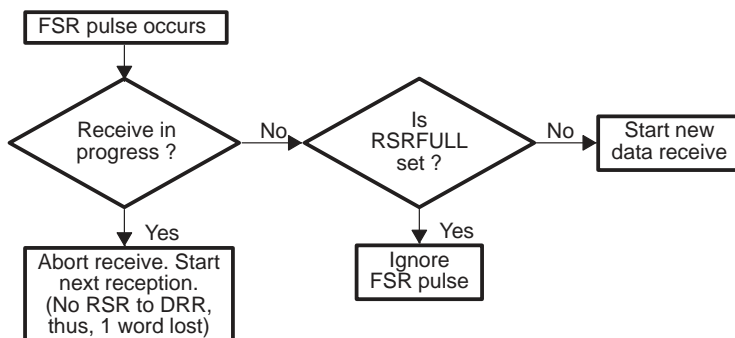 FSR pulse occurs
Receive in
progress ?
No
Is
RSRFULL
set ?
No
Start new
data receive
Yes
Abort receive. Start
next reception.
(No RSR to DRR,
thus, 1 word lost)
Yes
Ignore
FSR pulse